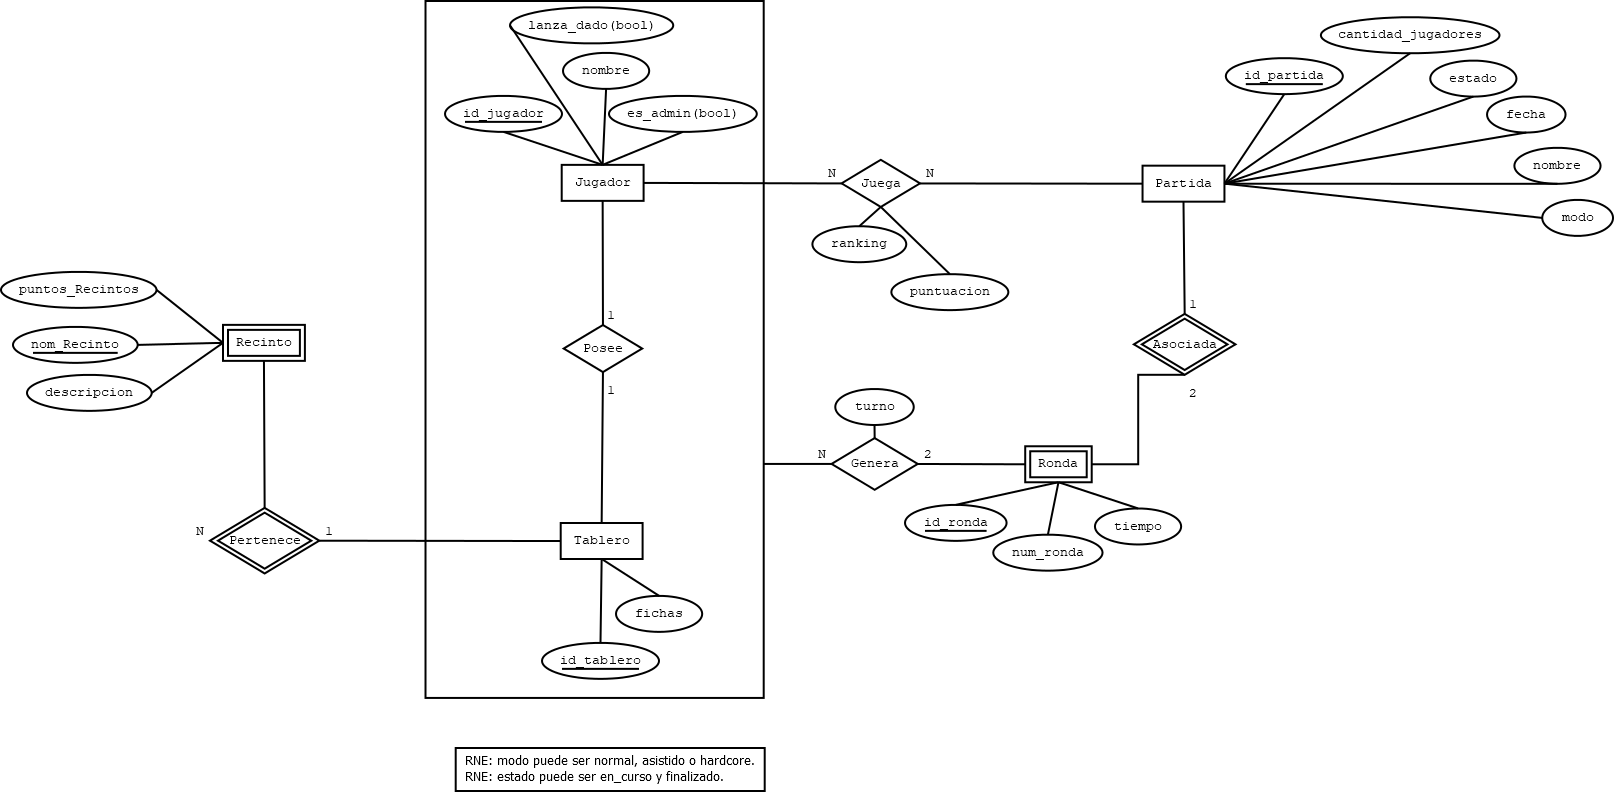 lanza_dado(bool)
nombre
id_jugador
es_admin(bool)
Jugador
cantidad_jugadores
id_partida
estado
fecha
nombre
modo
Partida
N
Juega
N
ranking
puntuacion
puntos_Recintos
nom_Recinto
descripcion
Recinto
1
Posee
1
1
Asociada
2
turno
N
Genera
2
Ronda
id_ronda
num_ronda
tiempo
N
Pertenece
1
Tablero
fichas
id_tablero
RNE: modo puede ser normal, asistido o hardcore.
RNE: estado puede ser en_curso y finalizado.